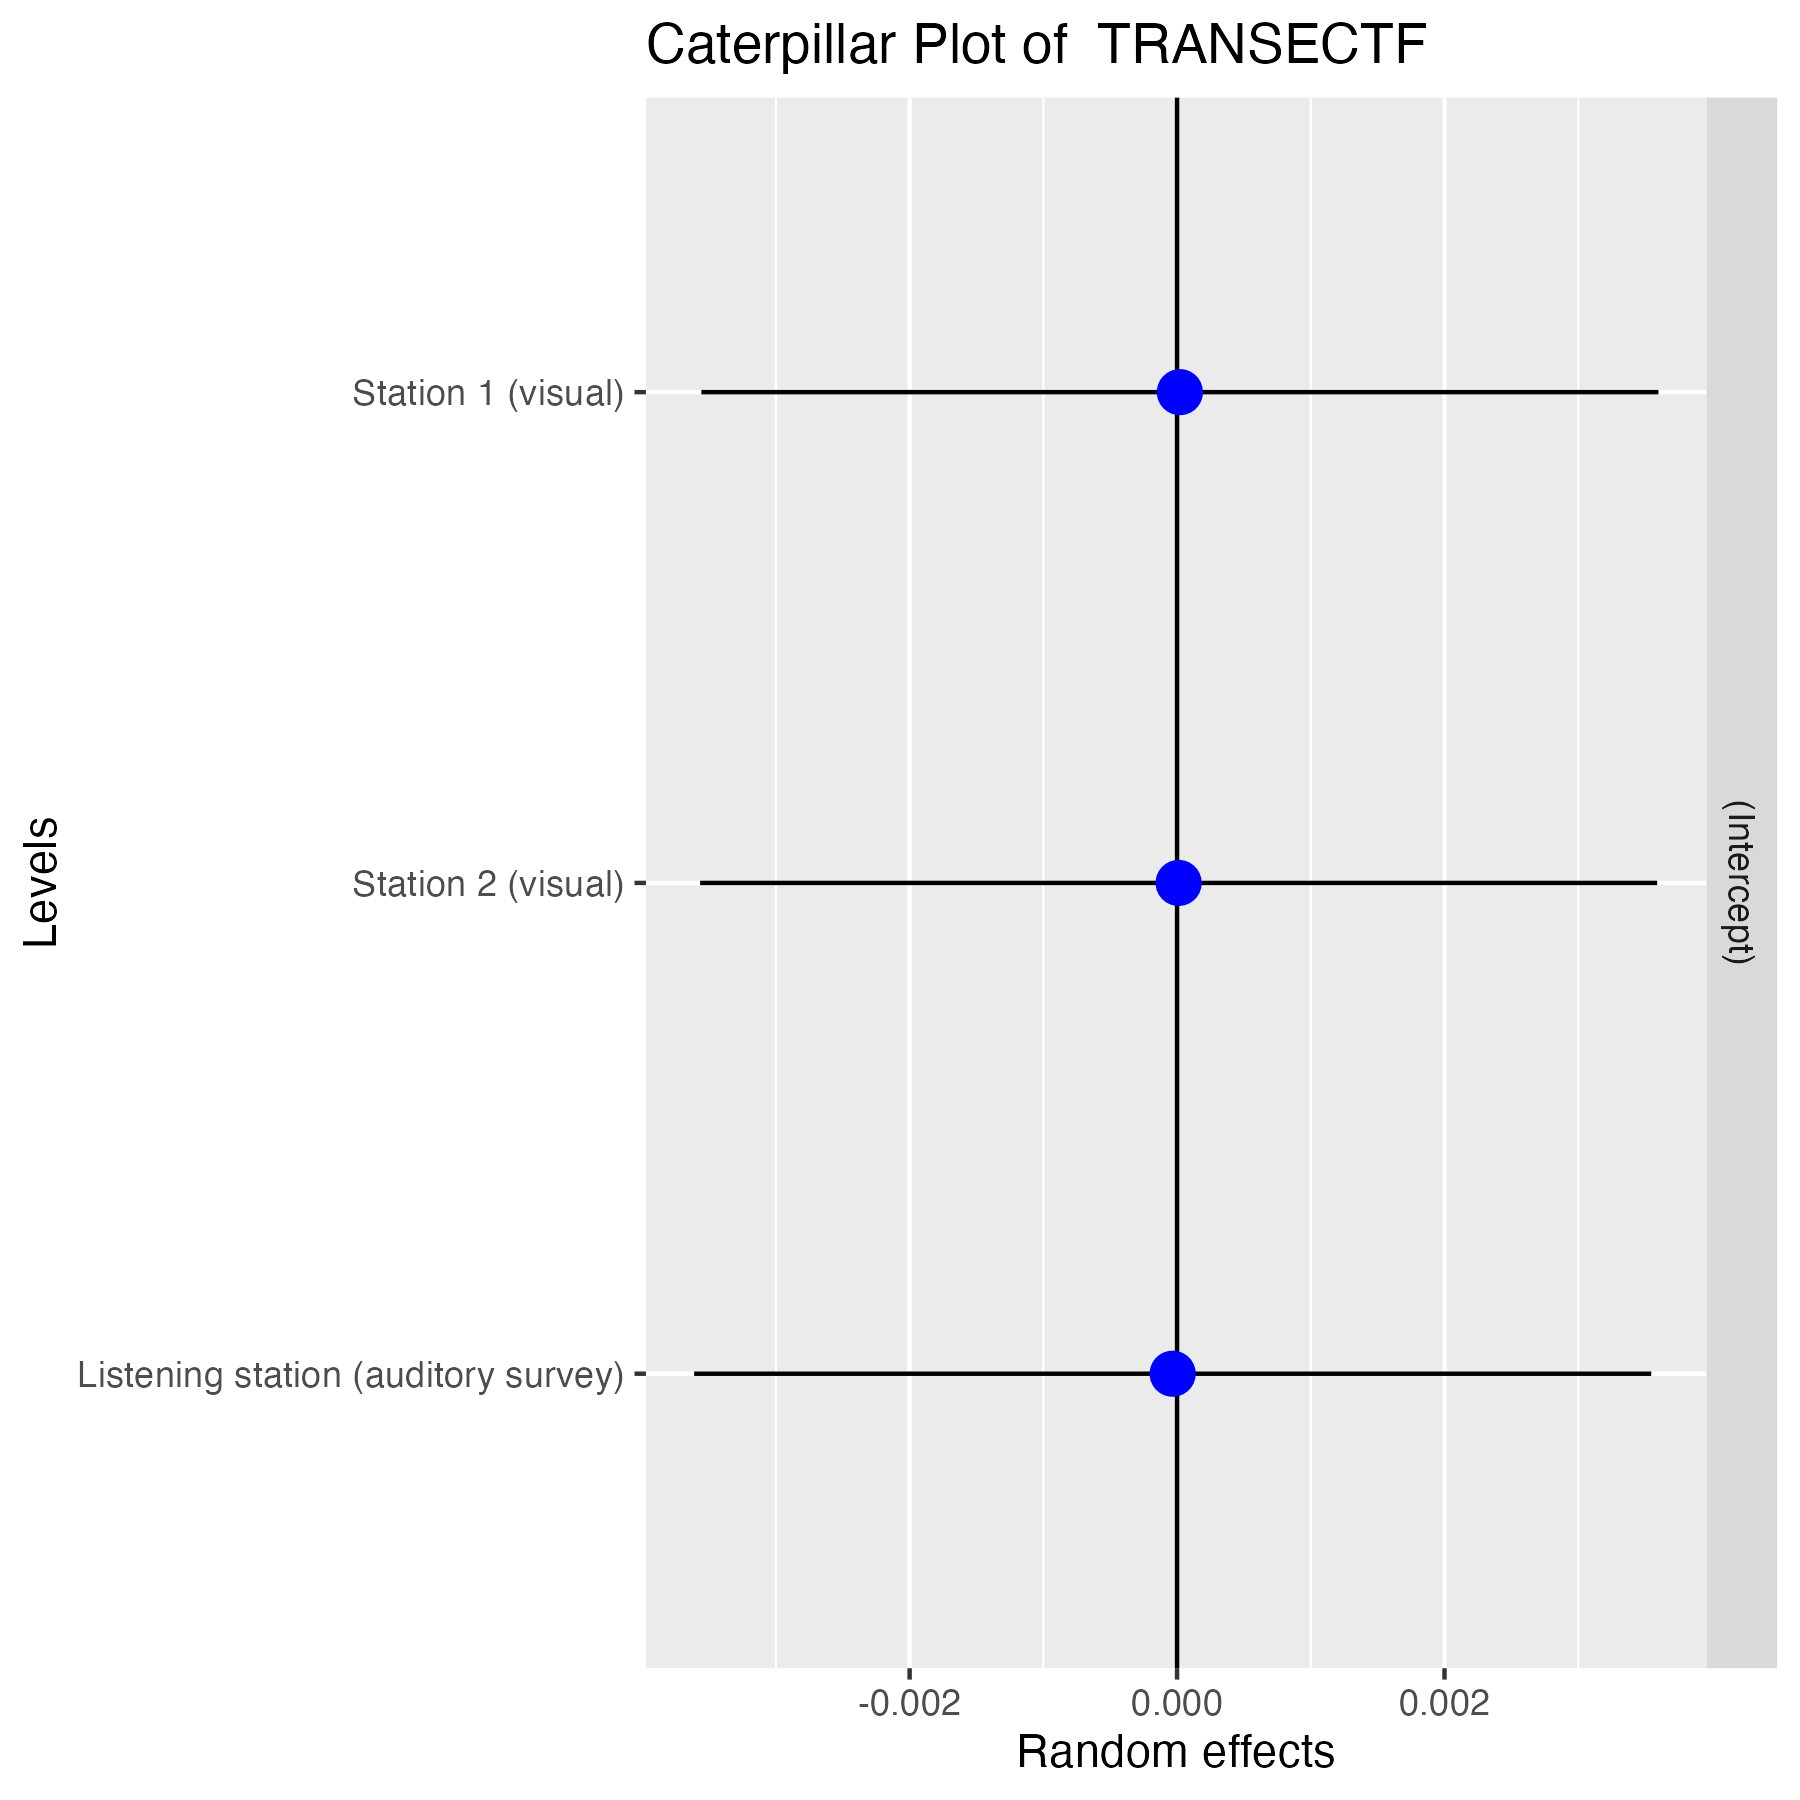 Caterpillar Plot of  TRANSECTF
Levels
Station 1 (visual)
Station 2 (visual)
Listening station (auditory survey)
(Intercept)
-0.002 0.000 0.002
Random effects